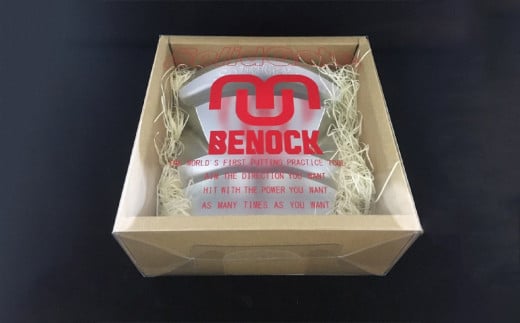 BENOCK
THE WORLD'S FIRST PUTTING PRACTICE TOOL
AIM THE DIRECTION YOU WANT
HIT WITH THE POWER YOU WANT
AS MANY TIMES AS YOU WANT